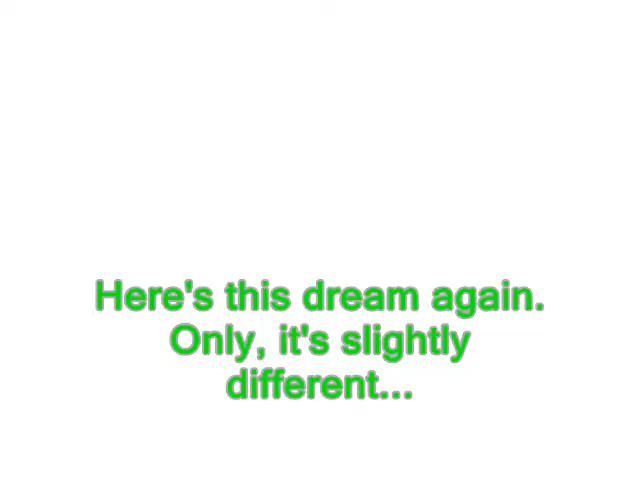 Here's this dream again.
Only, it's slightly
different...